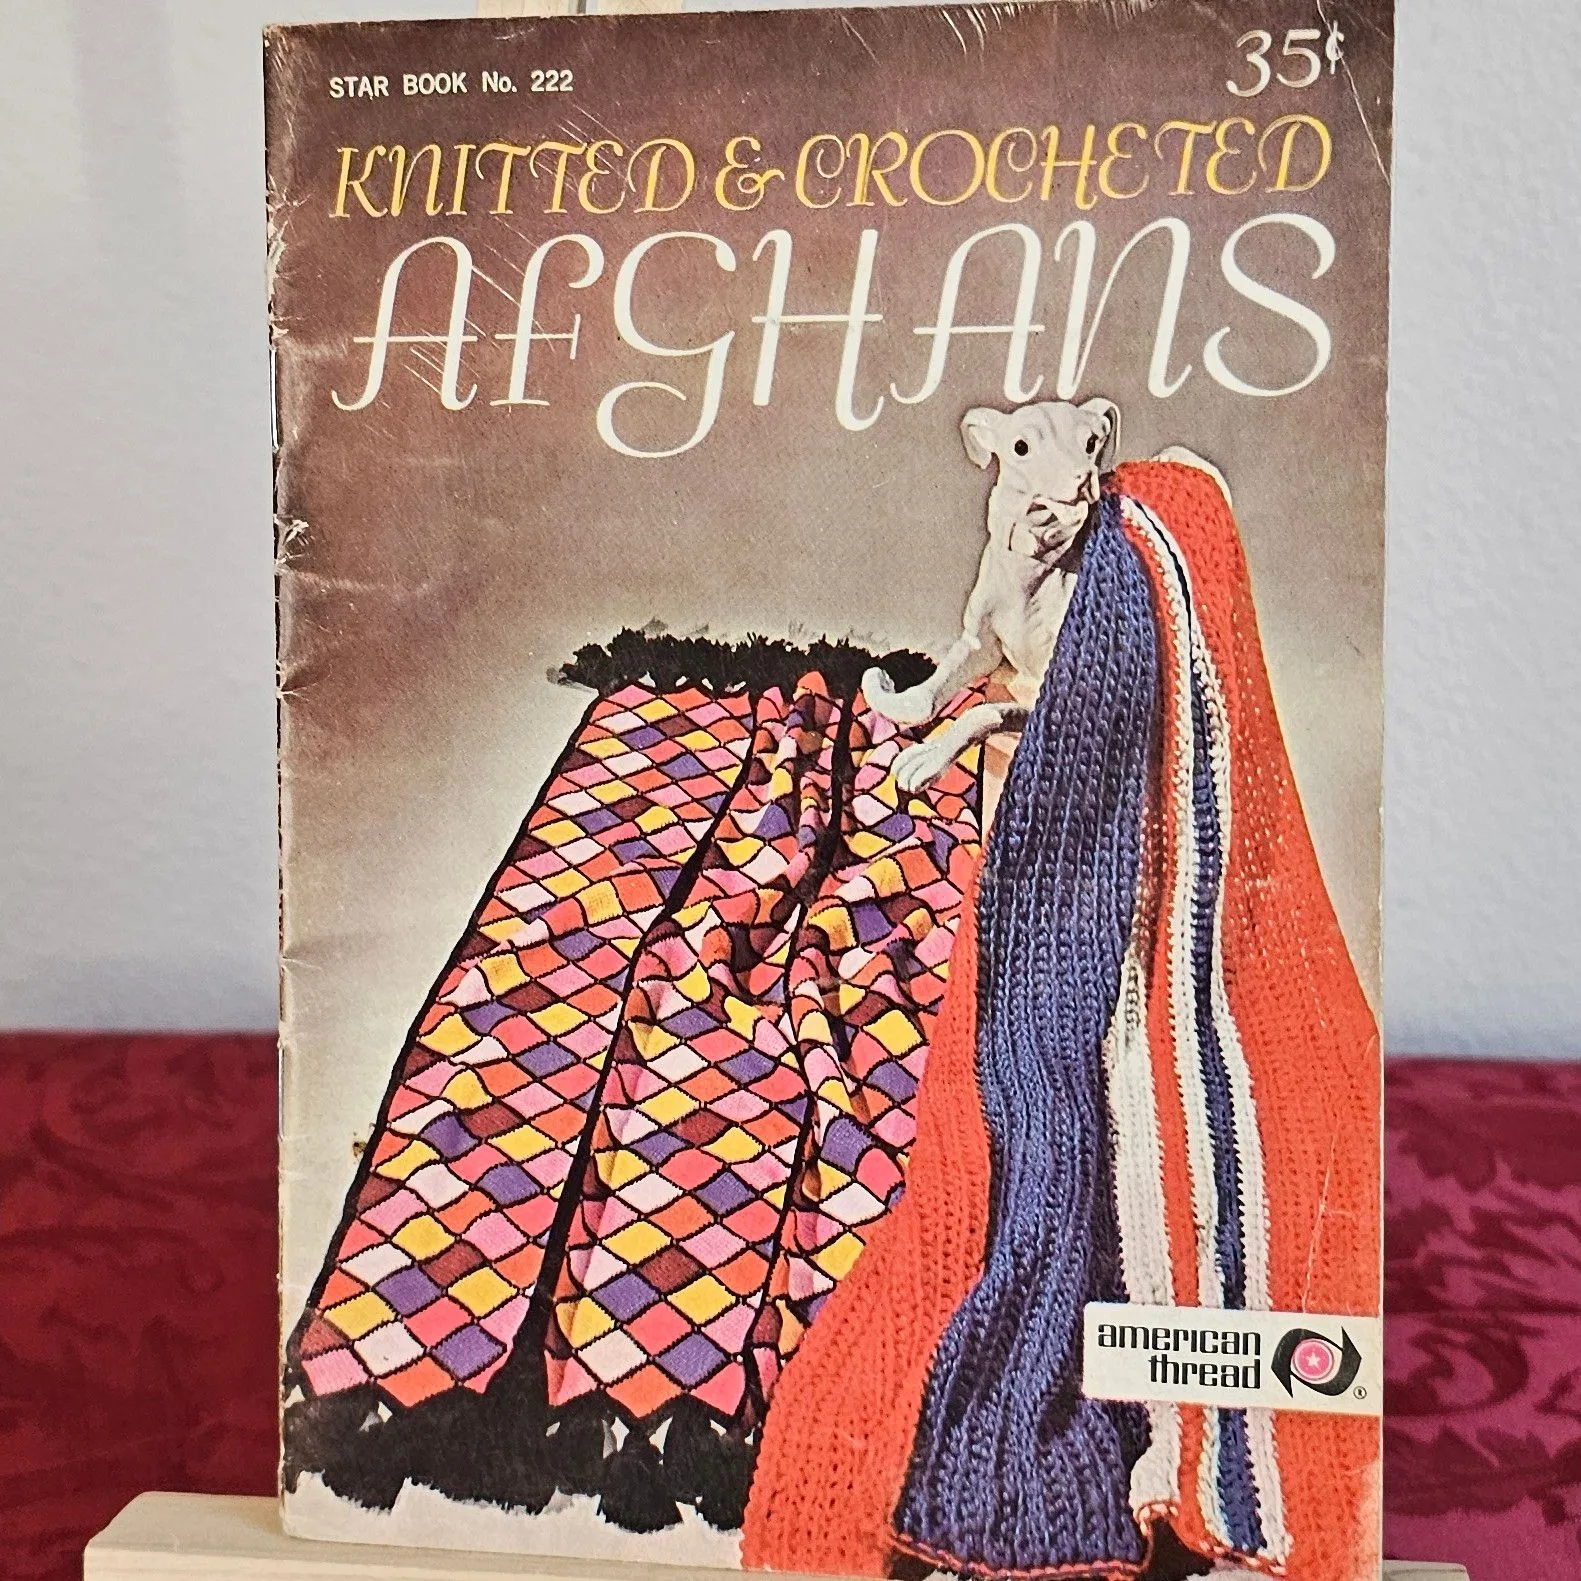 35¢
STAR BOOK No. 222
KNITTED & CROCHETED
AFGHANS
american
thread
®